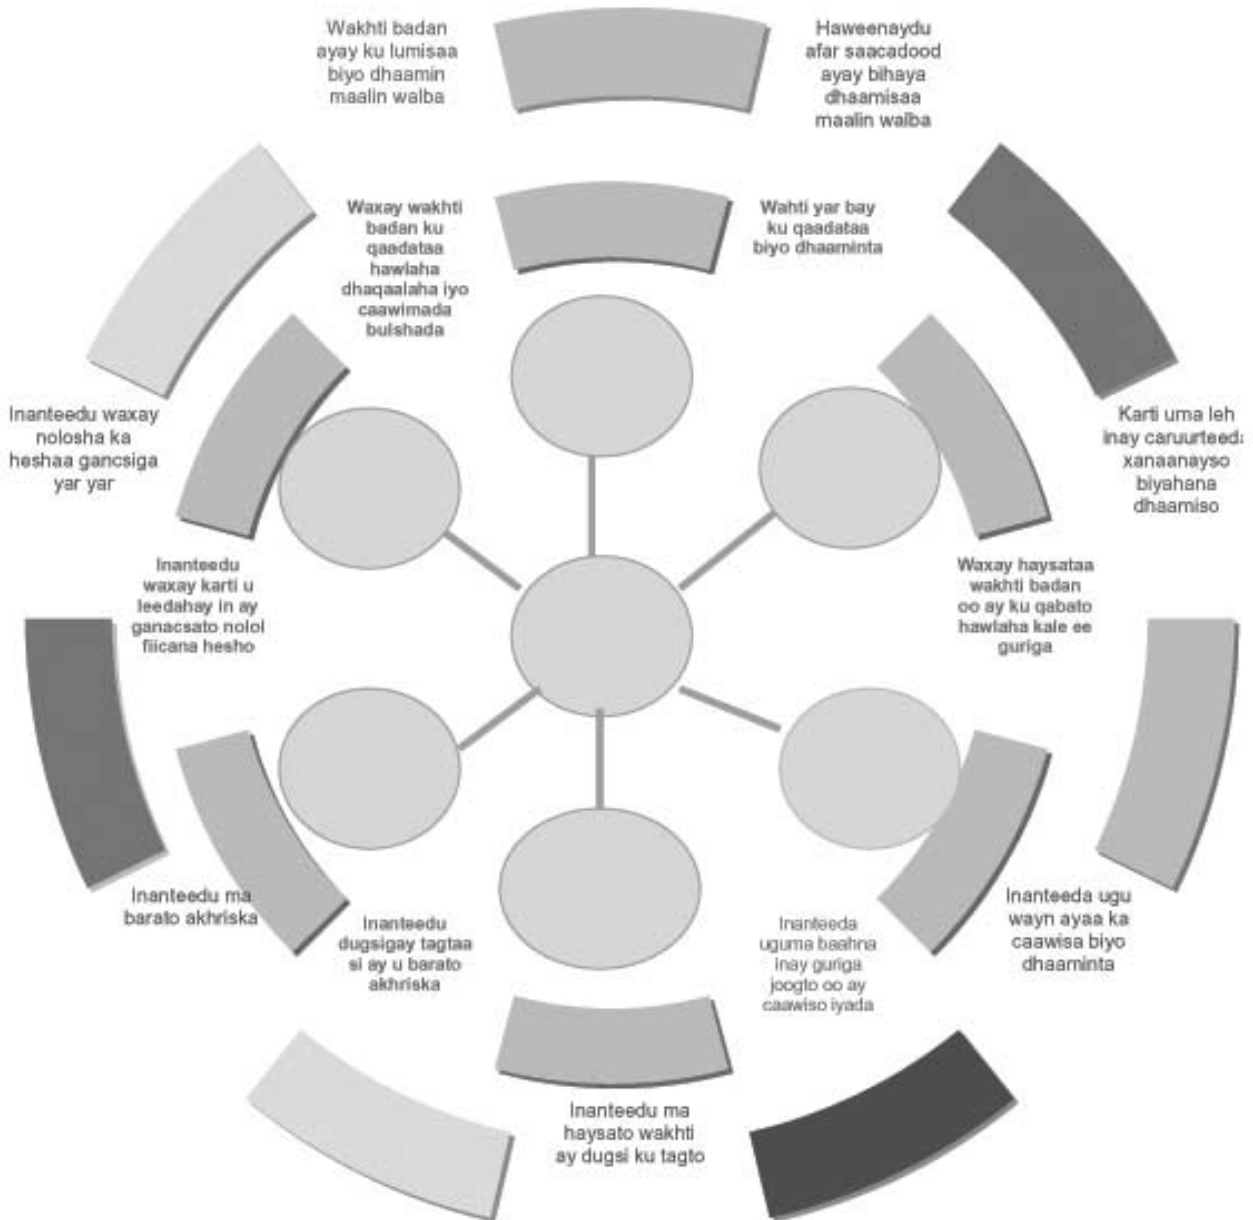 Wakhti badan
ayay ku lumisaa
biyo dhaamin
maalin walba
Haweenaydu
afar saacadood
ayay bihaya
dhaamisaa
maalin walba
Waxay wakhti
badan ku
qaadataa
hawlaha
dhaqaalaha iyo
caawimada
bulshada
Wahti yar bay
ku qaadataa
biyo dhaaminta
Inanteedu waxay
nolosha ka
heshaa gancsiga
yar yar
Karti uma leh
inay caruurteeda
xanaanayso
biyahana
dhaamiso
Inanteedu
waxay karti u
leedahay in ay
ganacsato nolol
fiicana hesho
Waxay haysataa
wakhti badan
oo ay ku qabato
hawlaha kale ee
guriga
Inanteedu ma
barato akhriska
Inanteedu
dugsigay tagtaa
si ay u barato
akhriska
Inanteeda
uguma baahna
inay guriga
joogto oo ay
caawiso iyada
Inanteeda ugu
wayn ayaa ka
caawisa biyo
dhaaminta
Inanteedu ma
haysato wakhti
ay dugsi ku tagto